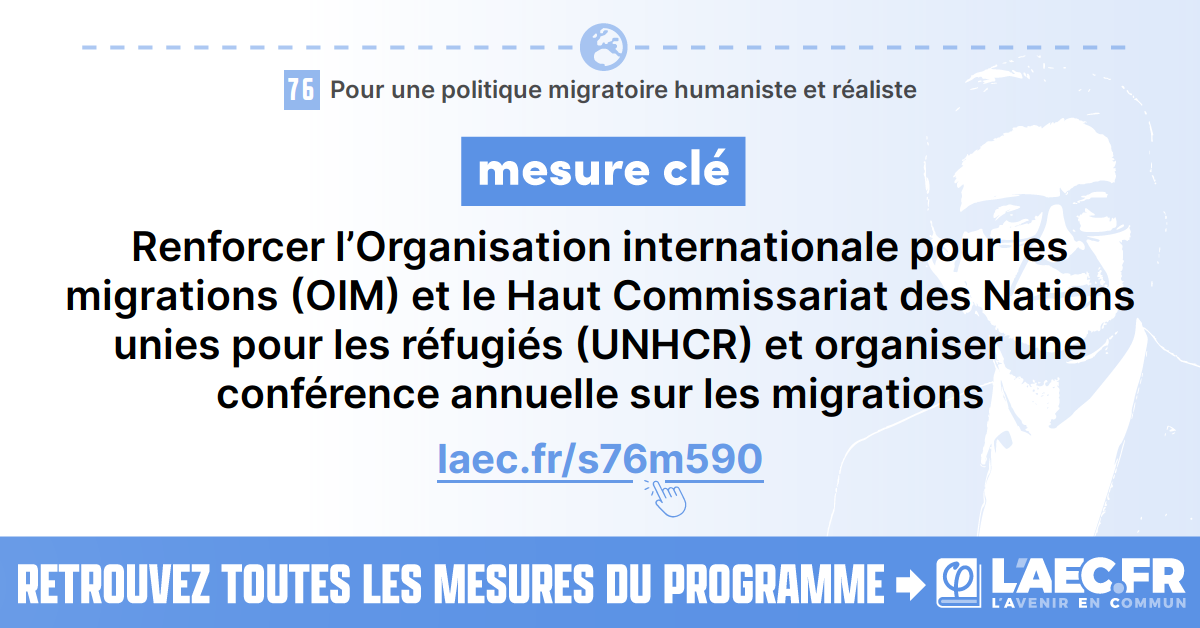 76 Pour une politique migratoire humaniste et réaliste
mesure clé
Renforcer l’Organisation internationale pour les
migrations (OIM) et le Haut Commissariat des Nations
unies pour les réfugiés (UNHCR) et organiser une
conférence annuelle sur les migrations
laec.fr/s76m590
RETROUVEZ TOUTES LES MESURES DU PROGRAMME
L'AEC.FR
L'AVENIR EN COMMUN